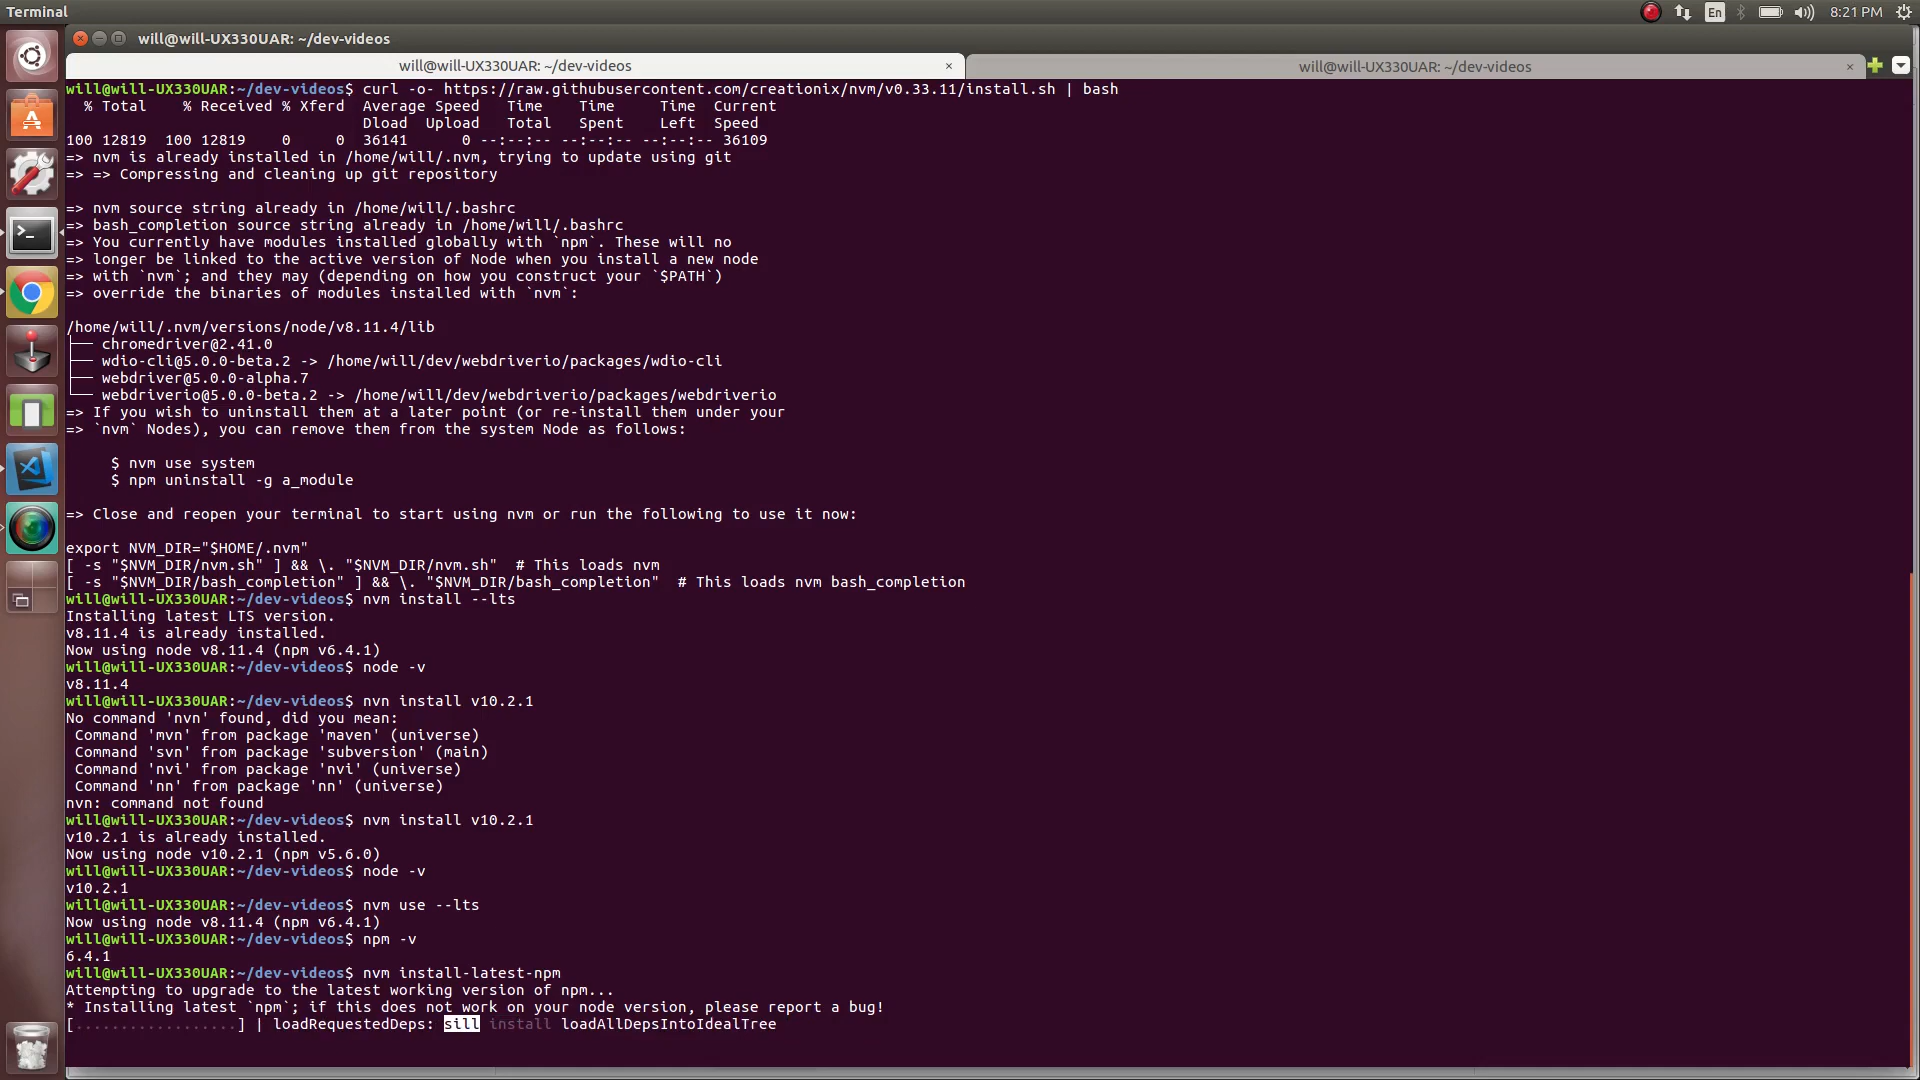 Terminal
En
8:21 PM
will@will-UX330UAR: ~/dev-videos
will@will-UX330UAR: ~/dev-videos ×
will@will-UX330UAR: ~/dev-videos ×
will@will-UX330UAR:~/dev-videos$ curl -o- https://raw.githubusercontent.com/creationix/nvm/v0.33.11/install.sh | bash
  % Total    % Received % Xferd  Average Speed   Time    Time     Time  Current
                                 Dload  Upload   Total   Spent    Left  Speed
100 12819  100 12819    0     0  36141      0 --:--:-- --:--:-- --:--:-- 36109
=> nvm is already installed in /home/will/.nvm, trying to update using git
=> => Compressing and cleaning up git repository
=> nvm source string already in /home/will/.bashrc
=> bash_completion source string already in /home/will/.bashrc
=> You currently have modules installed globally with `npm`. These will no
=> longer be linked to the active version of Node when you install a new node
=> with `nvm`; and they may (depending on how you construct your `$PATH`)
=> override the binaries of modules installed with `nvm`:
/home/will/.nvm/versions/node/v8.11.4/lib
├── chromedriver@2.41.0
├── wdio-cli@5.0.0-beta.2 -> /home/will/dev/webdriverio/packages/wdio-cli
├── webdriver@5.0.0-alpha.7
└── webdriverio@5.0.0-beta.2 -> /home/will/dev/webdriverio/packages/webdriverio
=> If you wish to uninstall them at a later point (or re-install them under your
=> `nvm` Nodes), you can remove them from the system Node as follows:
     $ nvm use system
     $ npm uninstall -g a_module
=> Close and reopen your terminal to start using nvm or run the following to use it now:
export NVM_DIR="$HOME/.nvm"
[ -s "$NVM_DIR/nvm.sh" ] && \. "$NVM_DIR/nvm.sh"  # This loads nvm
[ -s "$NVM_DIR/bash_completion" ] && \. "$NVM_DIR/bash_completion"  # This loads nvm bash_completion
will@will-UX330UAR:~/dev-videos$ nvm install --lts
Installing latest LTS version.
v8.11.4 is already installed.
Now using node v8.11.4 (npm v6.4.1)
will@will-UX330UAR:~/dev-videos$ node -v
v8.11.4
will@will-UX330UAR:~/dev-videos$ nvn install v10.2.1
No command 'nvn' found, did you mean:
 Command 'mvn' from package 'maven' (universe)
 Command 'svn' from package 'subversion' (main)
 Command 'nvi' from package 'nvi' (universe)
 Command 'nn' from package 'nn' (universe)
nvn: command not found
will@will-UX330UAR:~/dev-videos$ nvm install v10.2.1
v10.2.1 is already installed.
Now using node v10.2.1 (npm v5.6.0)
will@will-UX330UAR:~/dev-videos$ node -v
v10.2.1
will@will-UX330UAR:~/dev-videos$ nvm use --lts
Now using node v8.11.4 (npm v6.4.1)
will@will-UX330UAR:~/dev-videos$ npm -v
6.4.1
will@will-UX330UAR:~/dev-videos$ nvm install-latest-npm
Attempting to upgrade to the latest working version of npm...
* Installing latest `npm`; if this does not work on your node version, please report a bug!
[..................] | loadRequestedDeps: sill install loadAllDepsIntoIdealTree